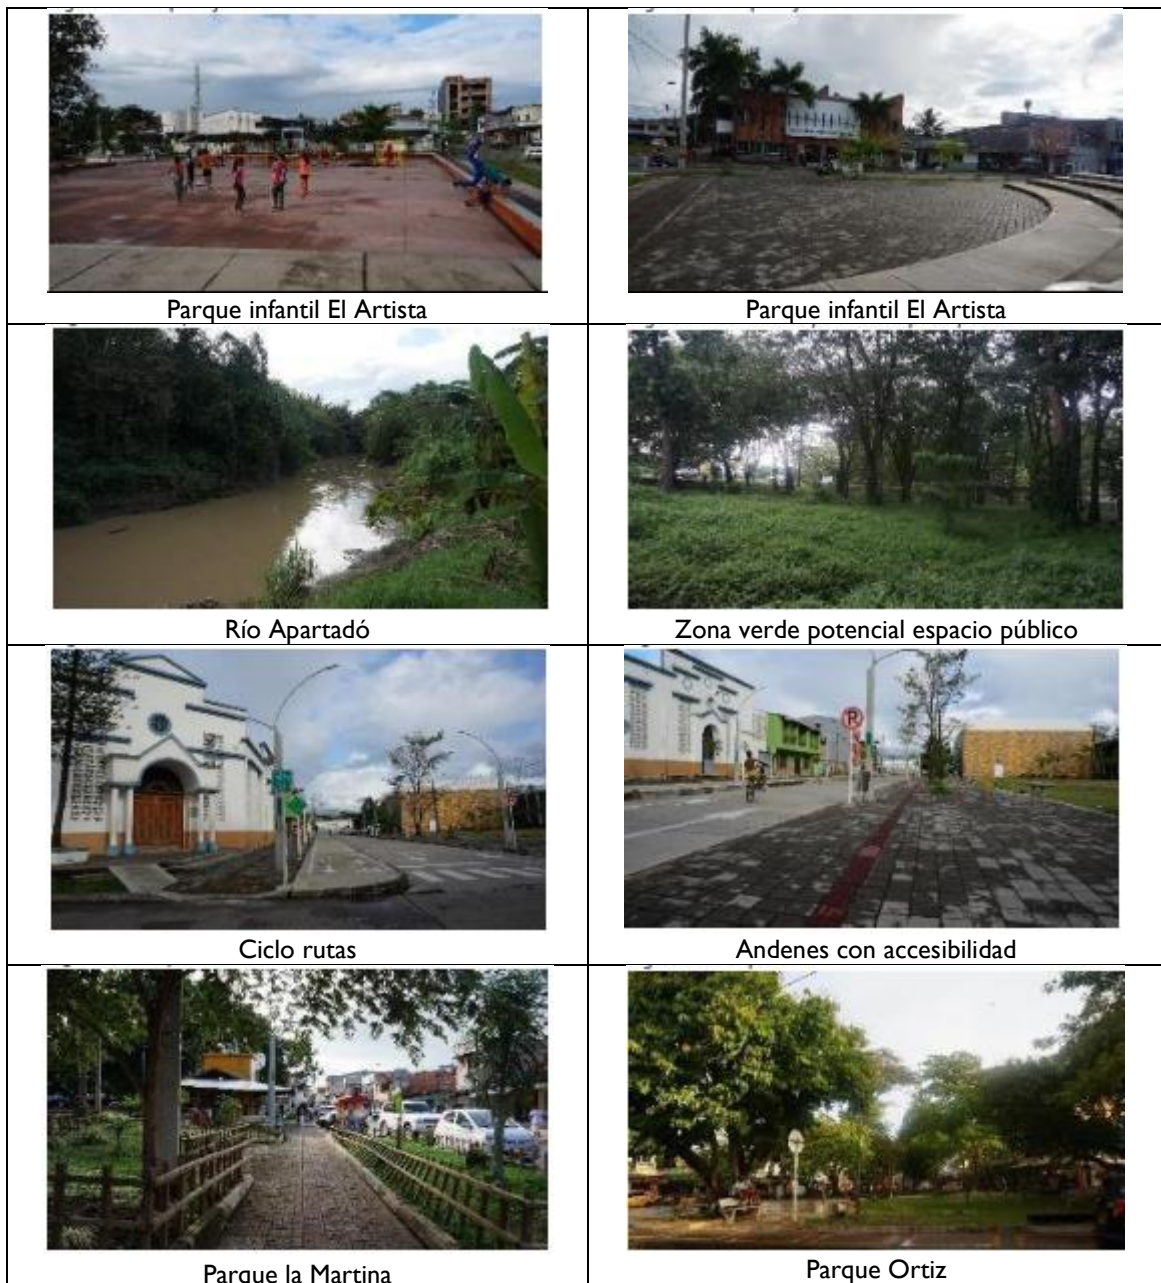 Parque infantil El Artista
Parque infantil El Artista
Río Apartadó
Zona verde potencial espacio público
Ciclo rutas
Andenes con accesibilidad
Parque la Martina
Parque Ortiz